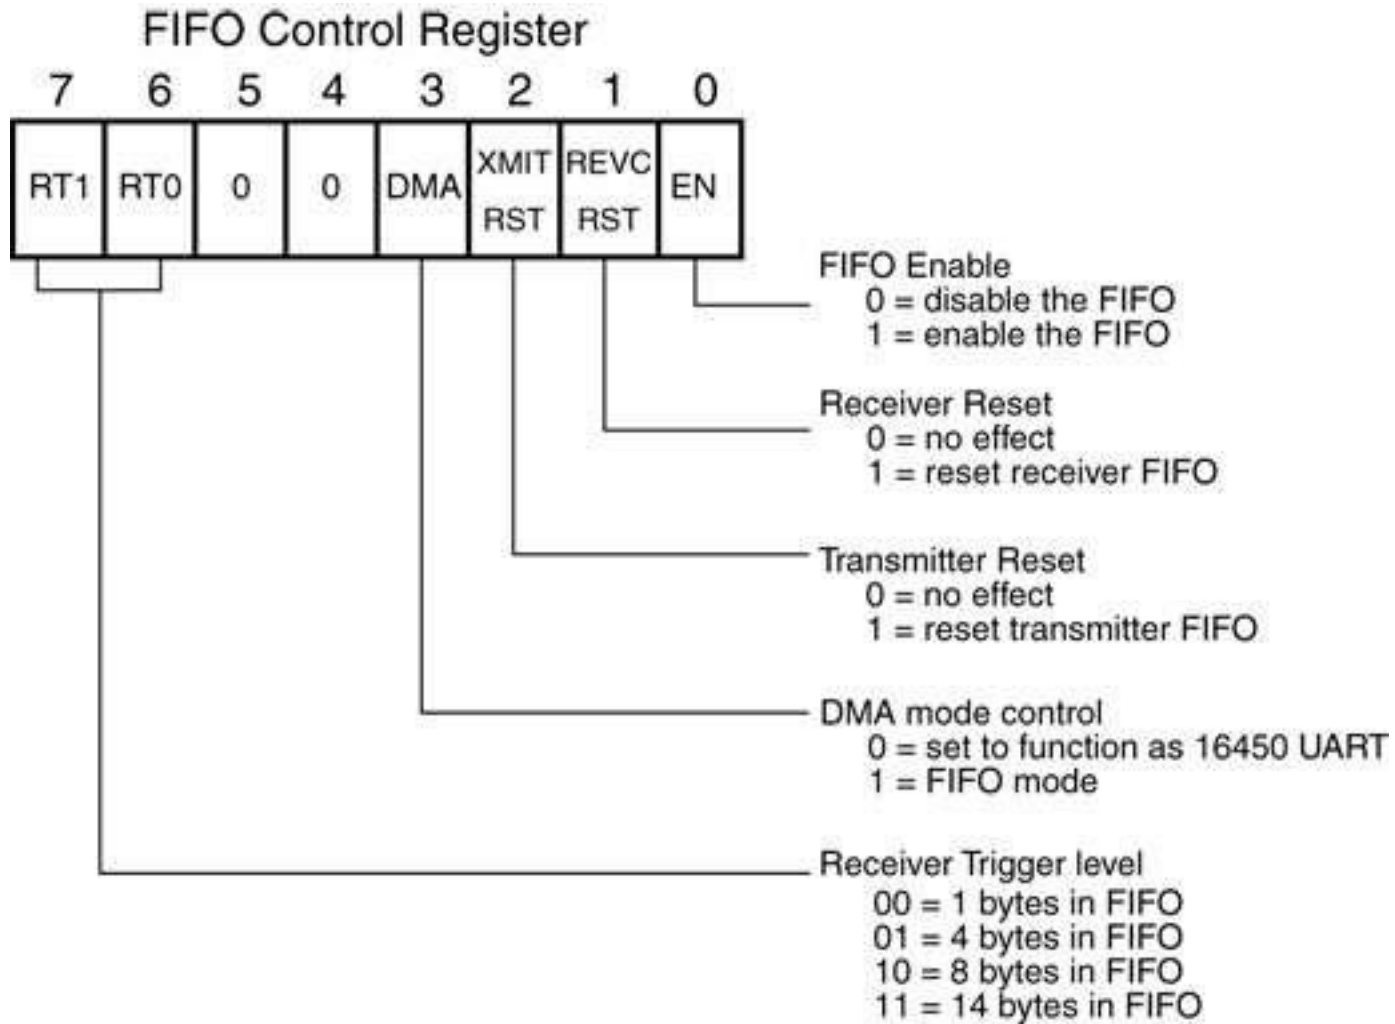 FIFO Control Register
7 6 5 4 3 2 1 0
RT1 RT0 0 0 DMA XMIT RST REVC RST EN
FIFO Enable
0 = disable the FIFO
1 = enable the FIFO
Receiver Reset
0 = no effect
1 = reset receiver FIFO
Transmitter Reset
0 = no effect
1 = reset transmitter FIFO
DMA mode control
0 = set to function as 16450 UART
1 = FIFO mode
Receiver Trigger level
00 = 1 bytes in FIFO
01 = 4 bytes in FIFO
10 = 8 bytes in FIFO
11 = 14 bytes in FIFO